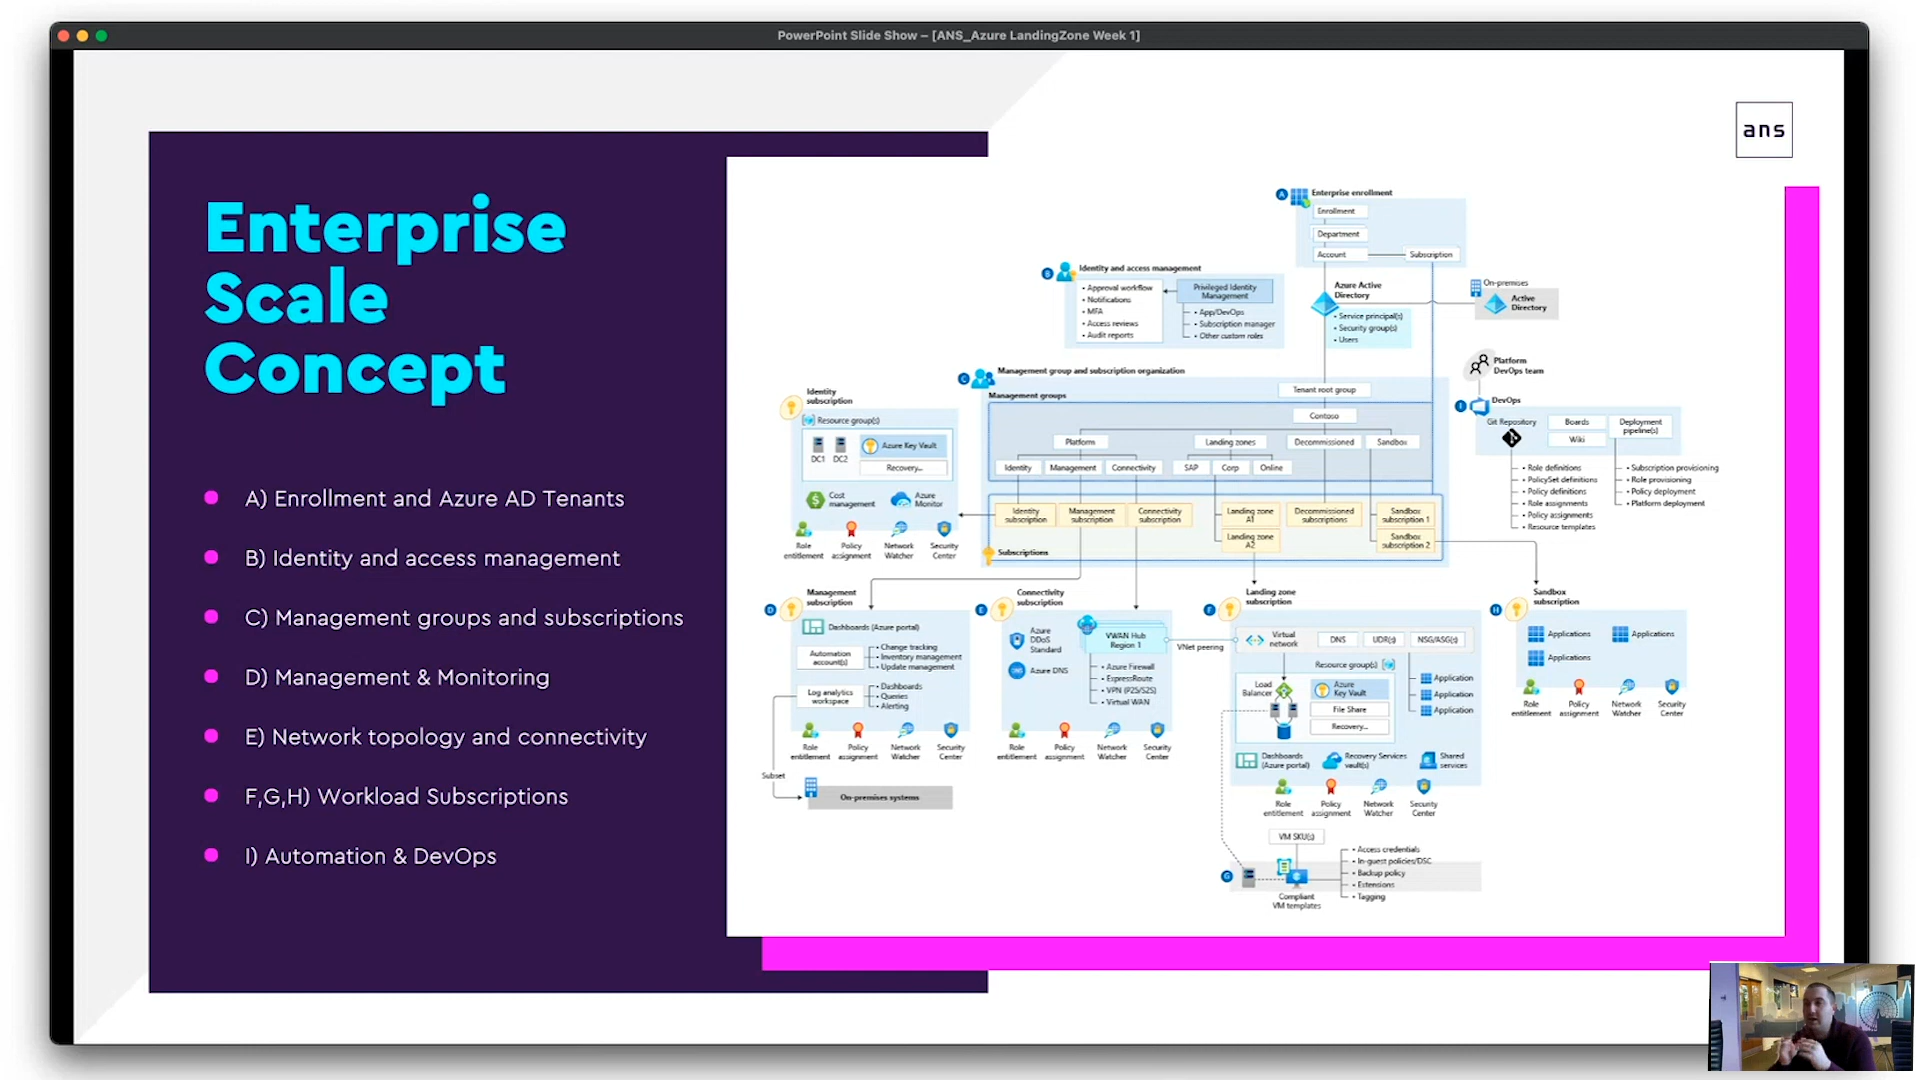 PowerPoint Slide Show – [ANS_Azure LandingZone Week 1]
ans
Enterprise
Scale
Concept
A) Enrollment and Azure AD Tenants
B) Identity and access management
C) Management groups and subscriptions
D) Management & Monitoring
E) Network topology and connectivity
F,G,H) Workload Subscriptions
I) Automation & DevOps
A
Enterprise enrollment
Enrollment
Department
Account
Subscription
B
Identity and access management
• Approval workflow
• Notifications
• MFA
• Access reviews
• Audit reports
Privileged Identity
Management
• App/DevOps
• Subscription manager
• Other custom roles
Azure Active
Directory
• Service principal(s)
• Security group(s)
• Users
On-premises
Active
Directory
Platform
DevOps team
C
Management group and subscription organization
Management groups
Tenant root group
Contoso
Platform
Landing zones
Decommissioned
Sandbox
Identity
Management
Connectivity
SAP
Corp
Online
Identity
subscription
Management
subscription
Connectivity
subscription
Landing zone
A1
Landing zone
A2
Decommissioned
subscriptions
Sandbox
subscription 1
Sandbox
subscription 2
Subscriptions
Identity
subscription
Resource group(s)
DC1
DC2
Azure Key Vault
Recovery...
Cost
management
Azure
Monitor
Role
entitlement
Policy
assignment
Network
Watcher
Security
Center
I
DevOps
Git Repository
Boards
Wiki
Deployment
pipeline(s)
• Role definitions
• PolicySet definitions
• Policy definitions
• Role assignments
• Policy assignments
• Resource templates
• Subscription provisioning
• Role provisioning
• Policy deployment
• Platform deployment
D
Management
subscription
Dashboards (Azure portal)
Automation
account(s)
• Change tracking
• Inventory management
• Update management
Log analytics
workspace
• Dashboards
• Queries
• Alerting
Role
entitlement
Policy
assignment
Network
Watcher
Security
Center
Subset
On-premises systems
E
Connectivity
subscription
Azure
DDoS
Standard
Azure DNS
DNS
VWAN Hub
Region 1
• Azure Firewall
• ExpressRoute
• VPN (P2S/S2S)
• Virtual WAN
Role
entitlement
Policy
assignment
Network
Watcher
Security
Center
VNet peering
F
Landing zone
subscription
Virtual
network
DNS
UDR(s)
NSG/ASG(s)
Resource group(s)
Load
Balancer
Azure
Key Vault
File Share
Recovery...
Application
Application
Application
Dashboards
(Azure portal)
Recovery Services
vault(s)
Shared
services
Role
entitlement
Policy
assignment
Network
Watcher
Security
Center
VM SKU(s)
G
Compliant
VM templates
• Access credentials
• In-guest policies/DSC
• Backup policy
• Extensions
• Tagging
H
Sandbox
subscription
Applications
Applications
Applications
Role
entitlement
Policy
assignment
Network
Watcher
Security
Center